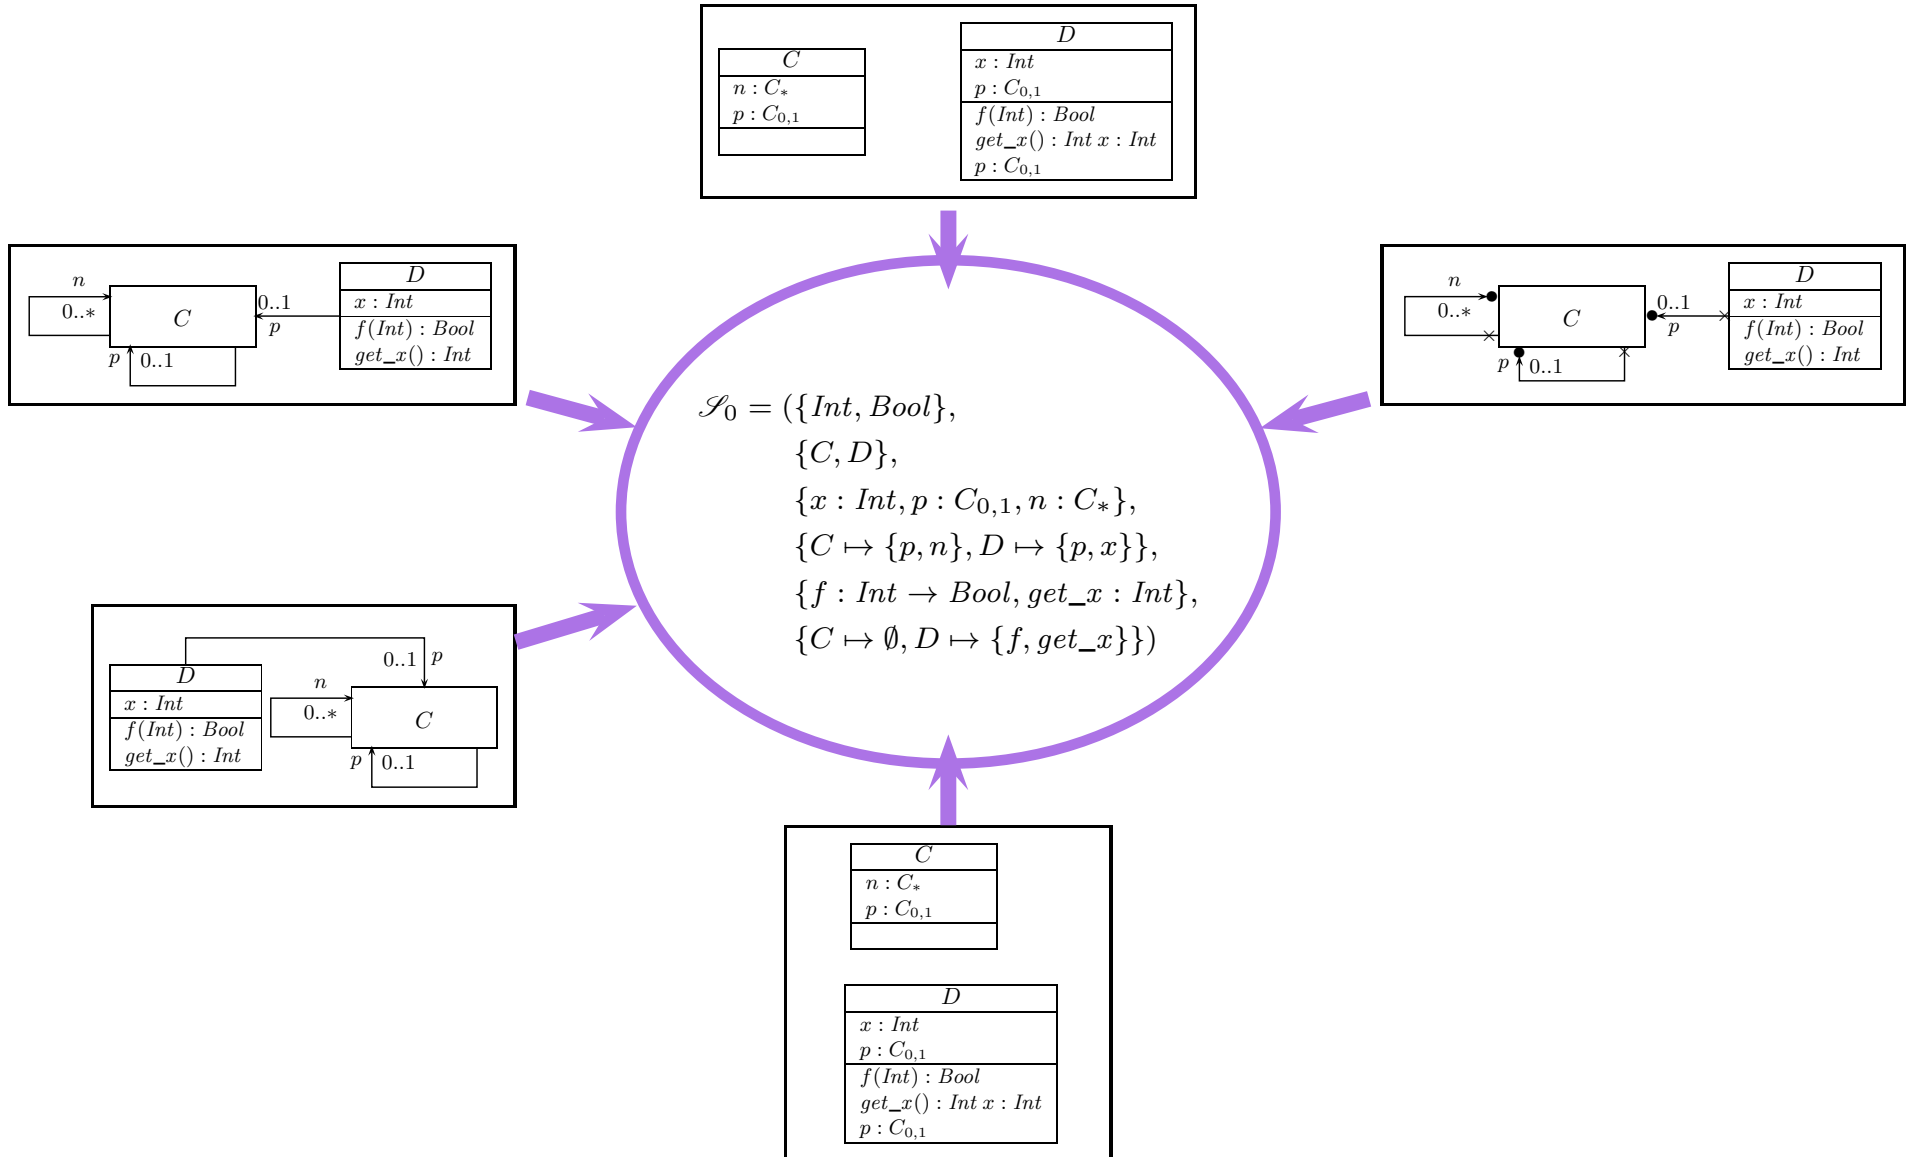 C
n : C*
p : C0,1
D
x : Int
p : C0,1
f(Int) : Bool
get_x() : Int x : Int
p : C0,1
n
0..*
C
p
0..1
0..1
p
D
x : Int
f(Int) : Bool
get_x() : Int
n
0..*
C
p
0..1
0..1
p
D
x : Int
f(Int) : Bool
get_x() : Int
𝒮0 = ({Int, Bool},
{C, D},
{x : Int, p : C0,1, n : C*},
{C ↦ {p, n}, D ↦ {p, x}},
{f : Int → Bool, get_x : Int},
{C ↦ ∅, D ↦ {f, get_x}})
D
x : Int
f(Int) : Bool
get_x() : Int
0..1
p
n
0..*
C
p
0..1
C
n : C*
p : C0,1
D
x : Int
p : C0,1
f(Int) : Bool
get_x() : Int x : Int
p : C0,1